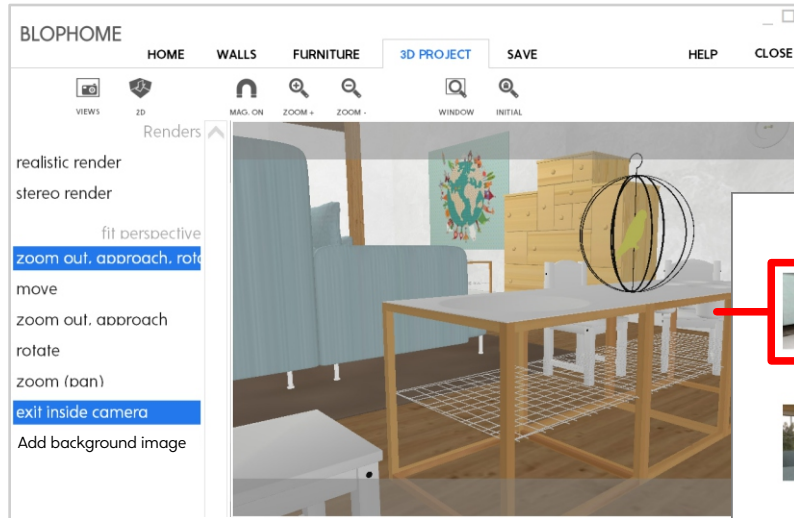 BLOPHOME
HOME WALLS FURNITURE 3D PROJECT SAVE HELP CLOSE
VIEWS 2D MAG. ON ZOOM + ZOOM - WINDOW INITIAL
Renders
realistic render
stereo render
fit perspective
zoom out, approach, rota
move
zoom out, approach
rotate
zoom (pan)
exit inside camera
Add background image